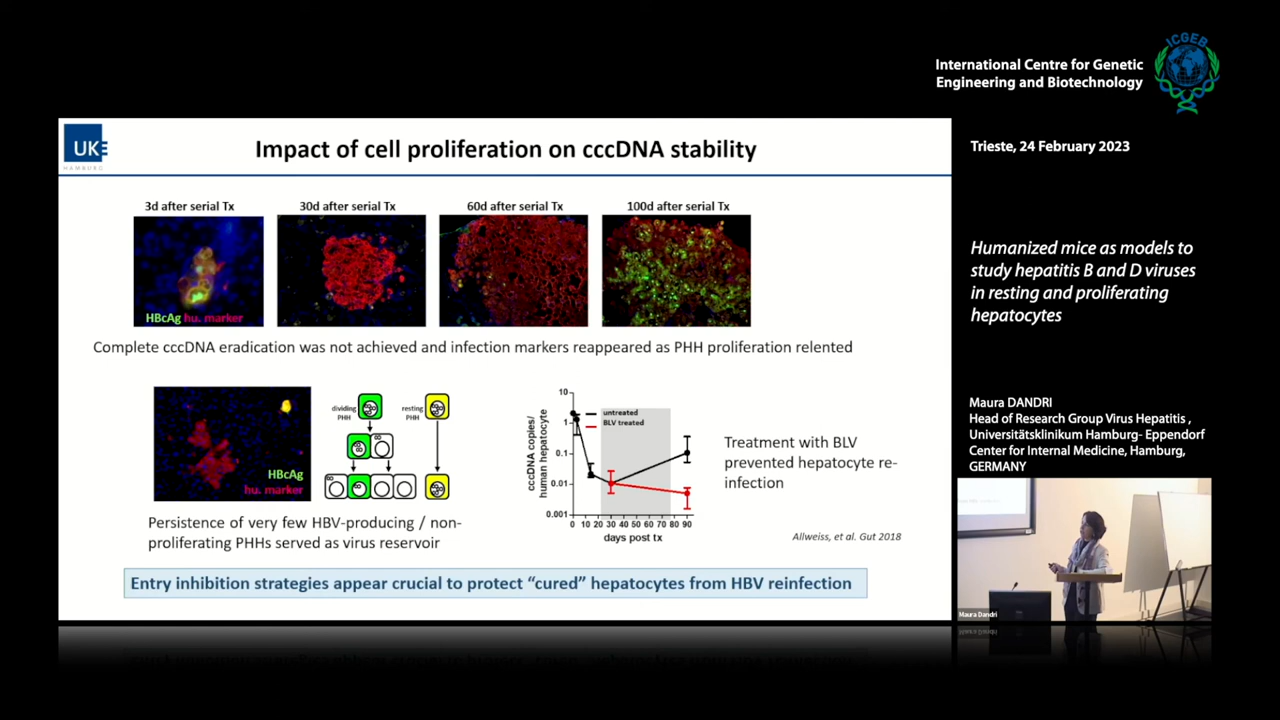 International Centre for Genetic
Engineering and Biotechnology
ICGEB
Trieste, 24 February 2023
UKE
HAMBURG
Impact of cell proliferation on cccDNA stability
3d after serial Tx
30d after serial Tx
60d after serial Tx
100d after serial Tx
HBcAg hu. marker
Complete cccDNA eradication was not achieved and infection markers reappeared as PHH proliferation relented
HBcAg
hu. marker
dividing
PHH
resting
PHH
Persistence of very few HBV-producing / non-
proliferating PHHs served as virus reservoir
cccDNA copies/
human hepatocyte
10
1
0.1
0.01
0.001
untreated
BLV treated
0 10 20 30 40 50 60 70 80 90
days post tx
Treatment with BLV
prevented hepatocyte re-
infection
Allweiss, et al. Gut 2018
Entry inhibition strategies appear crucial to protect “cured” hepatocytes from HBV reinfection
Humanized mice as models to
study hepatitis B and D viruses
in resting and proliferating
hepatocytes
Maura DANDRI
Head of Research Group Virus Hepatitis ,
Universitätsklinikum Hamburg- Eppendorf
Center for Internal Medicine, Hamburg,
GERMANY
Maura Dandri